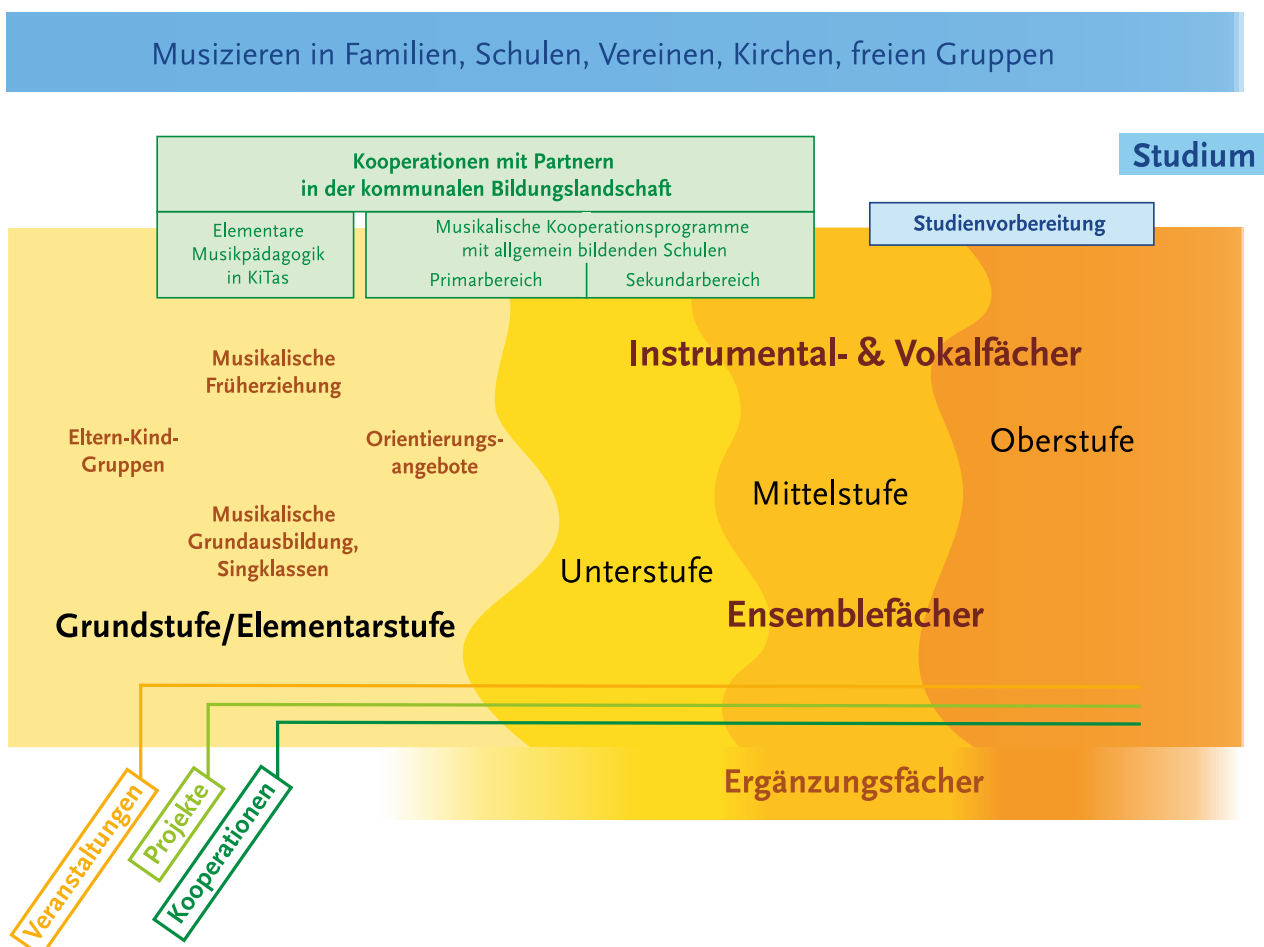 Musizieren in Familien, Schulen, Vereinen, Kirchen, freien Gruppen
Kooperationen mit Partnern
in der kommunalen Bildungslandschaft
Studium
Elementare
Musikpädagogik
in KiTas
Musikalische Kooperationsprogramme
mit allgemein bildenden Schulen
Primarbereich
Sekundarbereich
Studienvorbereitung
Musikalische
Früherziehung
Instrumental- & Vokalfächer
Eltern-Kind-
Gruppen
Orientierungs-
angebote
Oberstufe
Mittelstufe
Musikalische
Grundausbildung,
Singklassen
Unterstufe
Grundstufe/Elementarstufe
Ensemblefächer
Ergänzungsfächer
Veranstaltungen
Projekte
Kooperationen